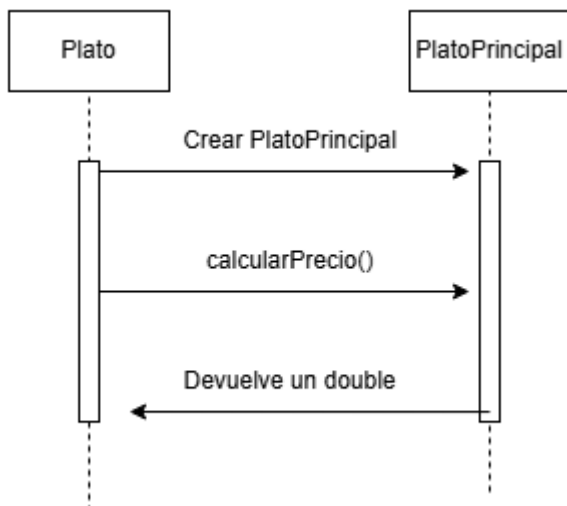 Plato
PlatoPrincipal
Crear PlatoPrincipal
calcularPrecio()
Devuelve un double